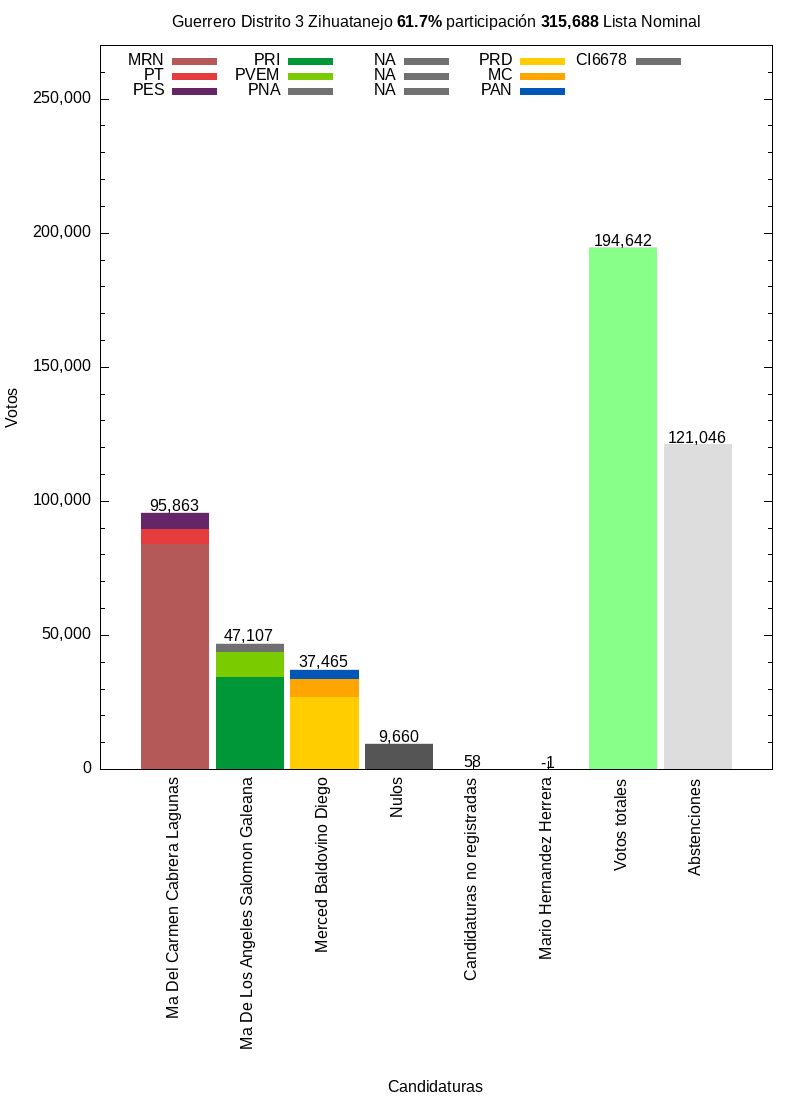 Guerrero Distrito 3 Zihuatanejo 61.7% participación 315,688 Lista Nominal
MRN PRI NA PRD CI6678
PT PVEM NA MC
PES PNA NA PAN
250,000
200,000
150,000
100,000
50,000
0
Votos
95,863
47,107
37,465
9,660
58
-1
194,642
121,046
Ma Del Carmen Cabrera Lagunas
Ma De Los Angeles Salomon Galeana
Merced Baldovino Diego
Nulos
Candidaturas no registradas
Mario Hernandez Herrera
Votos totales
Abstenciones
Candidaturas